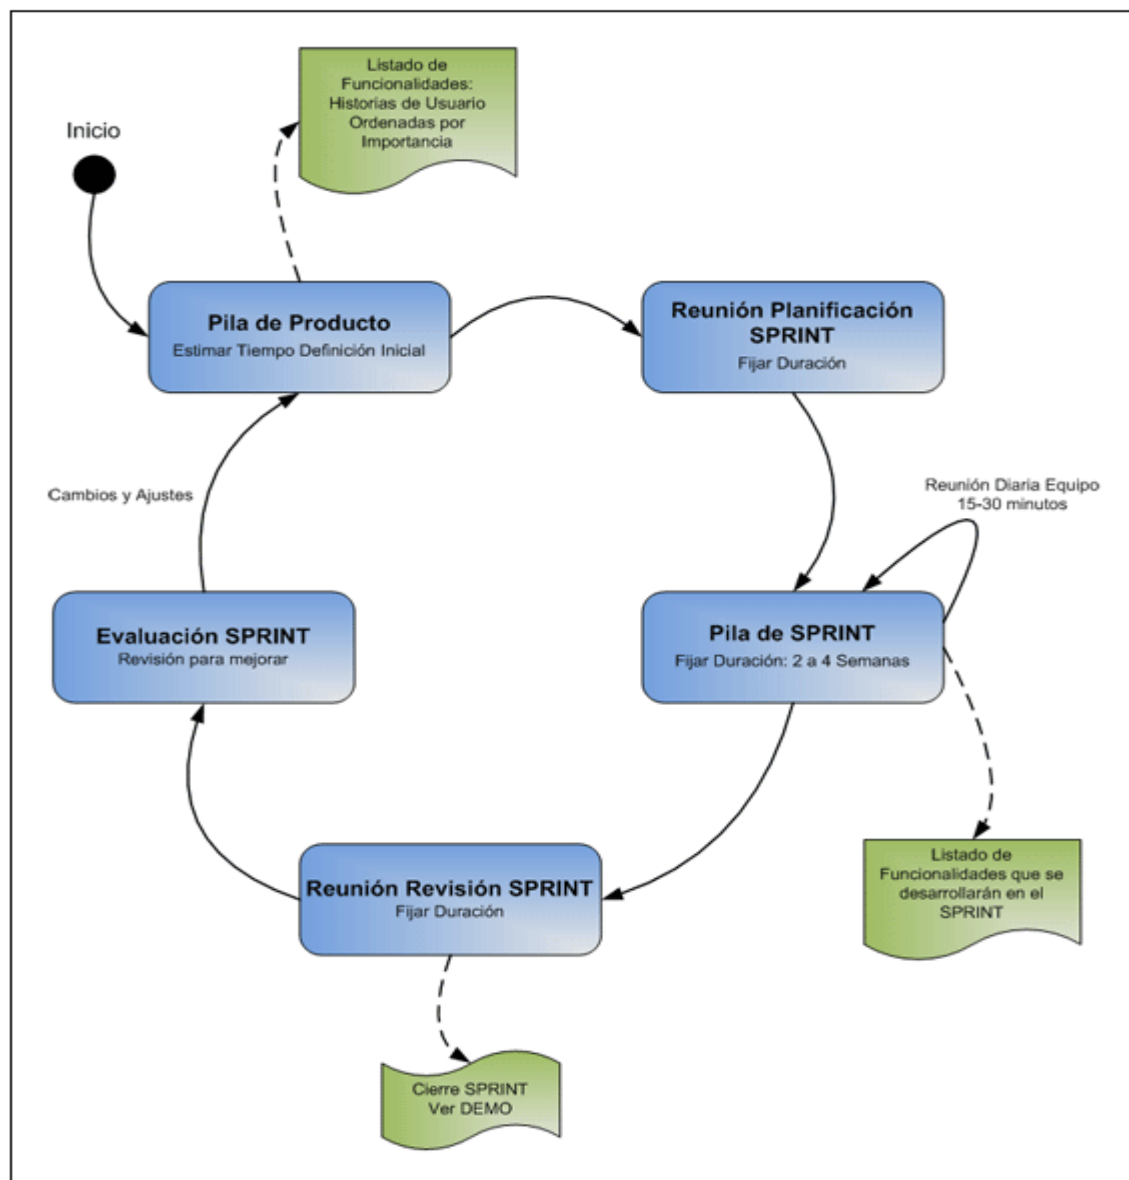 Listado de
Funcionalidades:
Historias de Usuario
Ordenadas por
Importancia
Inicio
Pila de Producto
Estimar Tiempo Definición Inicial
Reunión Planificación
SPRINT
Fijar Duración
Cambios y Ajustes
Reunión Diaria Equipo
15-30 minutos
Evaluación SPRINT
Revisión para mejorar
Pila de SPRINT
Fijar Duración: 2 a 4 Semanas
Reunión Revisión SPRINT
Fijar Duración
Listado de
Funcionalidades que se
desarrollarán en el
SPRINT
Cierre SPRINT
Ver DEMO